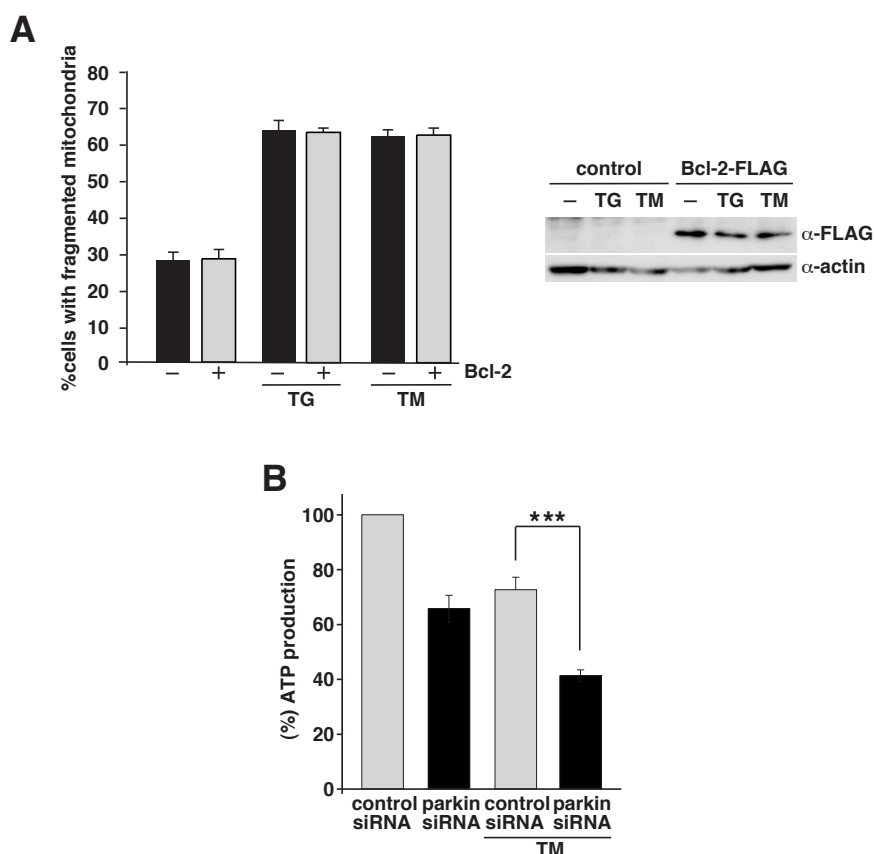 A
%cells with fragmented mitochondria
80
70
60
50
40
30
20
10
0
– + – + – + Bcl-2
TG TM
control Bcl-2-FLAG
– TG TM – TG TM
α-FLAG
α-actin
B
(%) ATP production
100
80
60
40
20
0
***
control parkin control parkin
siRNA siRNA siRNA siRNA
TM